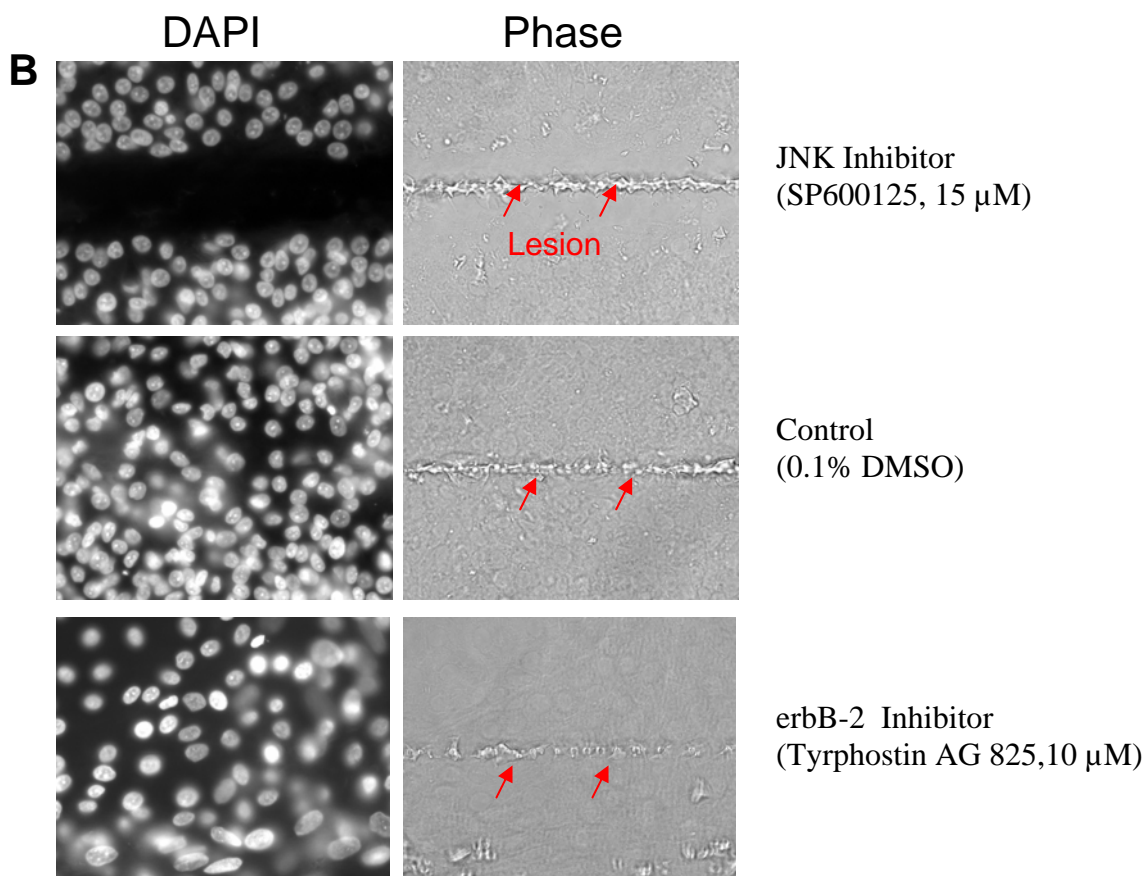 DAPI
Phase
B
Lesion
JNK Inhibitor
(SP600125, 15 µM)
Control
(0.1% DMSO)
erbB-2 Inhibitor
(Tyrphostin AG 825,10 µM)